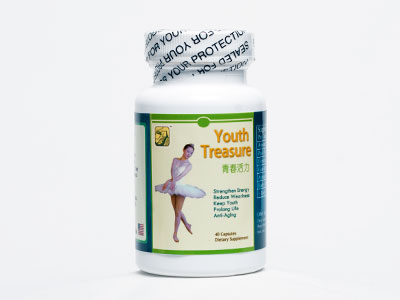 SEALED FOR YOUR PROTECTION
Youth
Treasure
青春活力
Strengthen Energy
Reduce Weariness
Keep Youth
Prolong Life
Anti-Aging
40 Capsules
Dietary Supplement